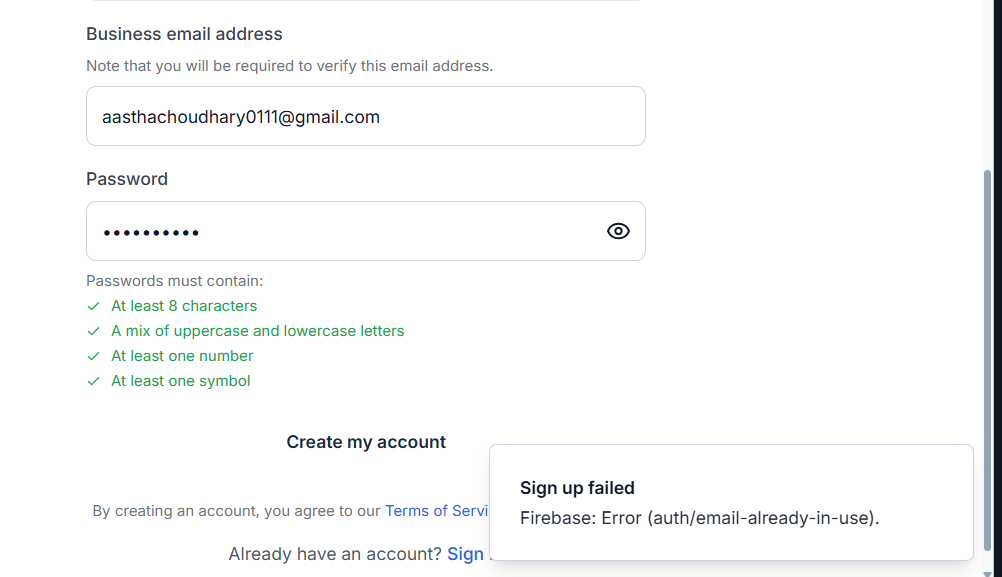 Business email address
Note that you will be required to verify this email address.
aasthachoudhary0111@gmail.com
Password
••••••••••
Passwords must contain:
At least 8 characters
A mix of uppercase and lowercase letters
At least one number
At least one symbol
Create my account
Sign up failed
Firebase: Error (auth/email-already-in-use).
By creating an account, you agree to our Terms of Servi
Already have an account? Sign